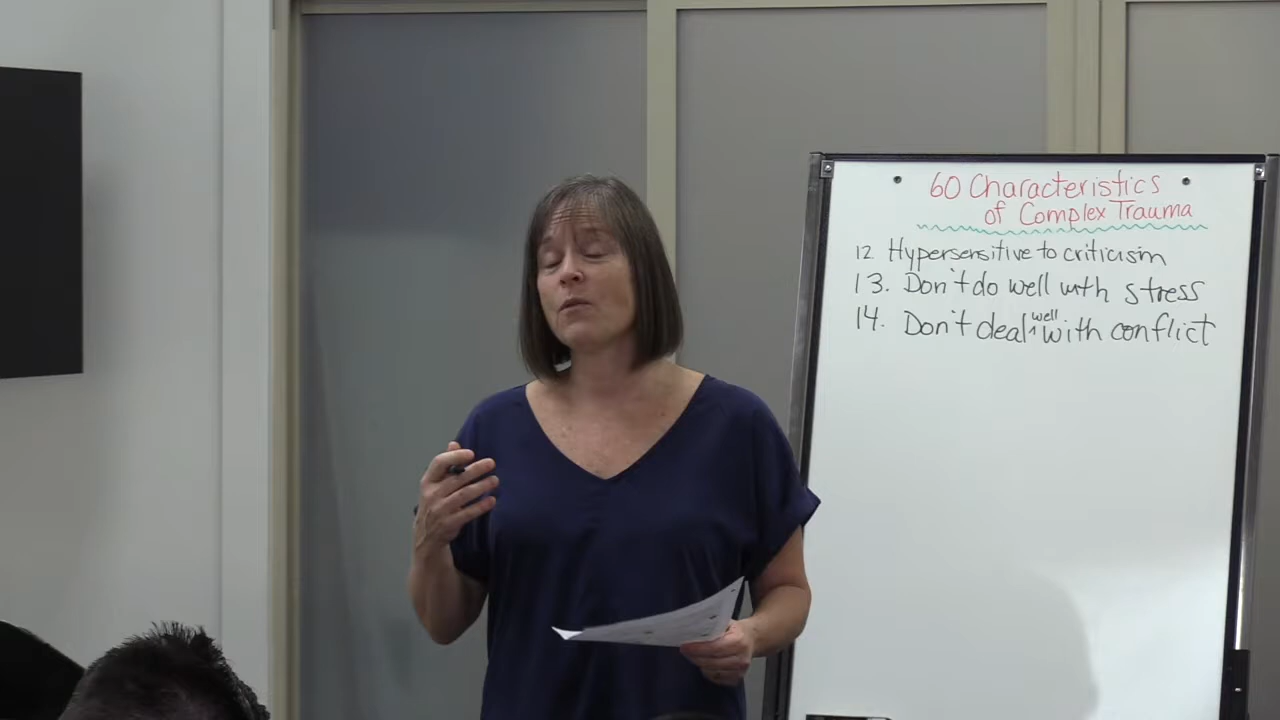 60 Characteristics
of Complex Trauma
12. Hypersensitive to criticism
13. Don't do well with stress
14. Don't deal well with conflict